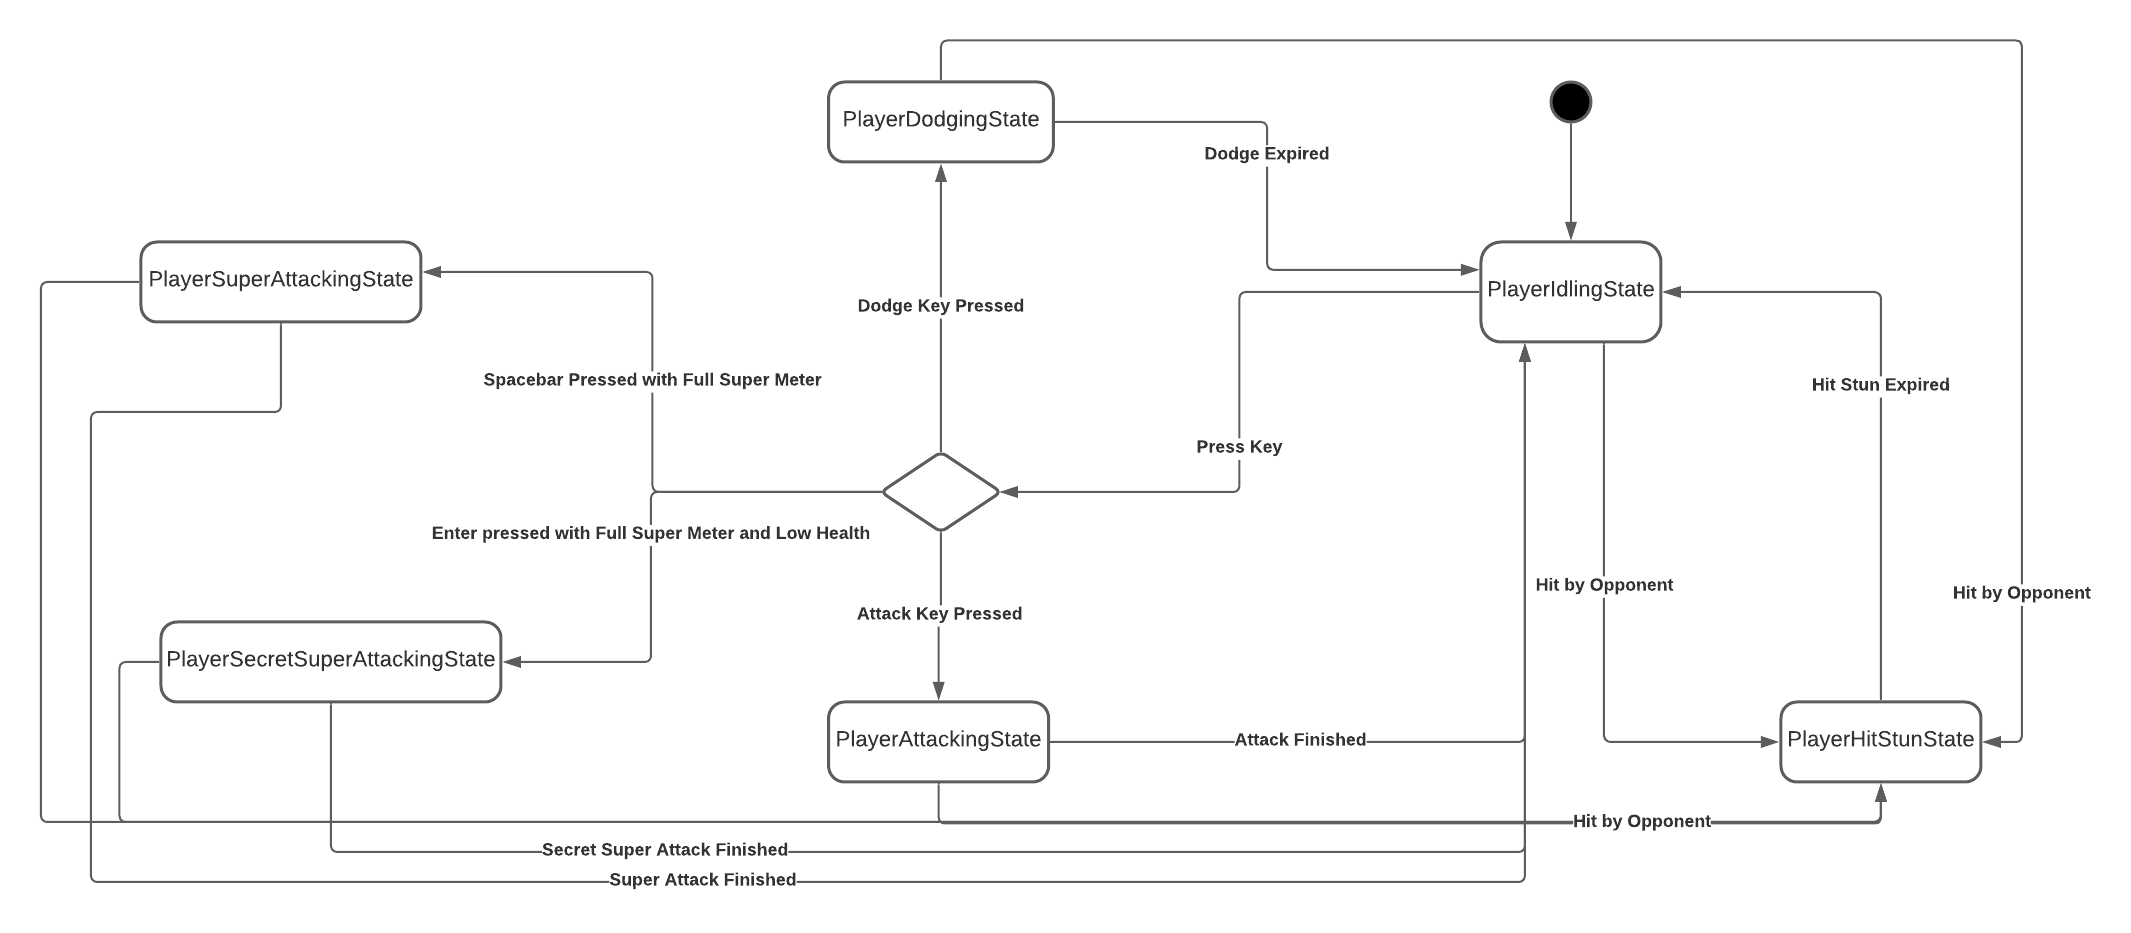 PlayerDodgingState
Dodge Expired
PlayerSuperAttackingState
PlayerIdlingState
Dodge Key Pressed
Spacebar Pressed with Full Super Meter
Hit Stun Expired
Press Key
Enter pressed with Full Super Meter and Low Health
Hit by Opponent
Hit by Opponent
Attack Key Pressed
PlayerSecretSuperAttackingState
PlayerAttackingState
Attack Finished
PlayerHitStunState
Hit by Opponent
Secret Super Attack Finished
Super Attack Finished